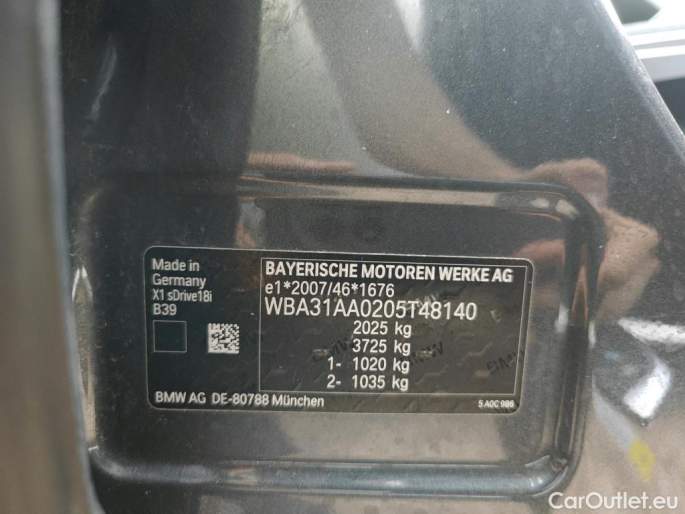 Made in
Germany
X1 sDrive18i
B39
BAYERISCHE MOTOREN WERKE AG
e1*2007/46*1676
WBA31AA0205T48140
2025 kg
3725 kg
1- 1020 kg
2- 1035 kg
BMW AG DE-80788 München
5 A0C 986
CarOutlet.eu